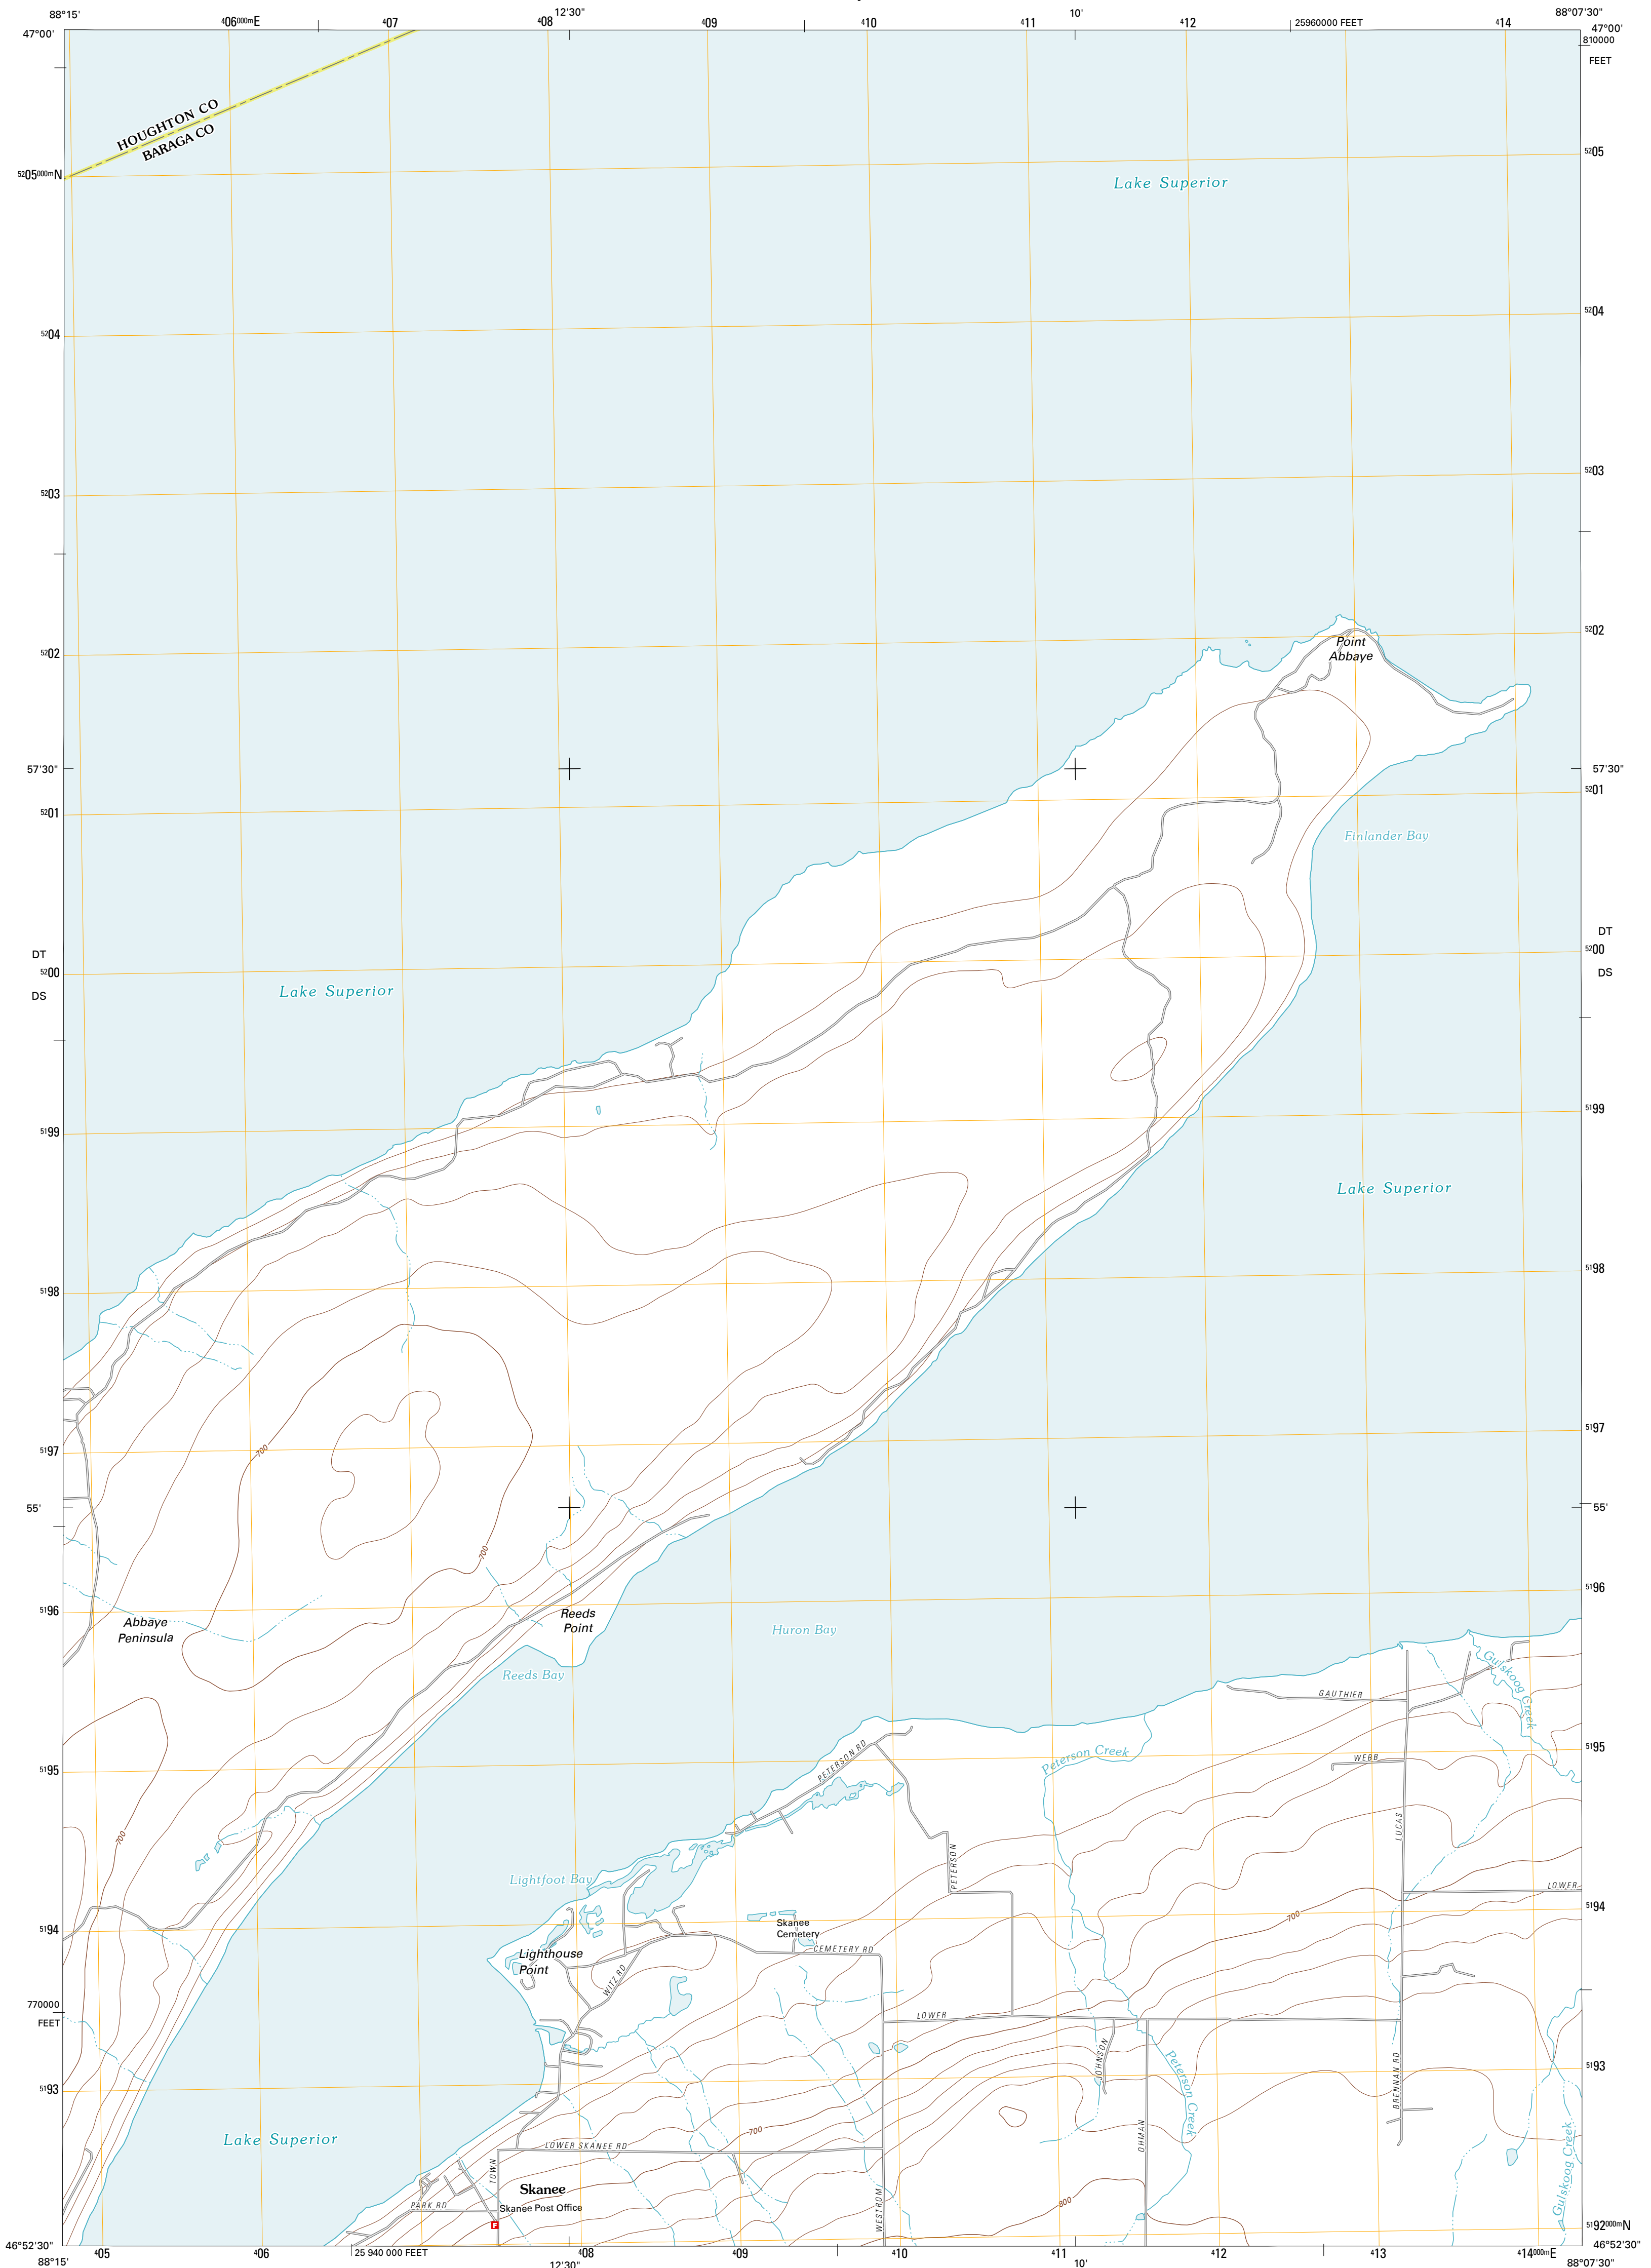 88°15'
406000mE
407
408
12'30"
409
410
411
10'
412
25960000 FEET
414
88°07'30"
47°00'
47°00'
810000
FEET
HOUGHTON CO
BARAGA CO
5205000mN
5205
Lake Superior
5204
5204
5203
5203
5202
5202
Point
Abbaye
57'30"
57'30"
5201
5201
Finlander Bay
DT
5200
DS
DT
5200
DS
Lake Superior
5199
5199
Lake Superior
5198
5198
700
5197
5197
55'
55'
700
5196
5196
Abbaye
Peninsula
Reeds
Point
Huron Bay
Reeds Bay
Gulskoog Creek
GAUTHIER
Peterson Creek
PETERSON RD
WEBB
5195
5195
700
LUCAS
PETERSON
Lightfoot Bay
LOWER
700
5194
5194
Skanee
Cemetery
CEMETERY RD
Lighthouse
Point
WITZ RD
770000
FEET
LOWER
JOHNSON
Peterson Creek
BRENNAN RD
5193
5193
700
OHMAN
Lake Superior
LOWER SKANEE RD
TOWN
Skanee
Skanee Post Office
PARK RD
F
WESTROM
800
Gulskoog Creek
5192000mN
46°52'30"
46°52'30"
88°15'
405
406
25 940 000 FEET
12'30"
408
409
410
411
10'
412
413
414000mE
88°07'30"